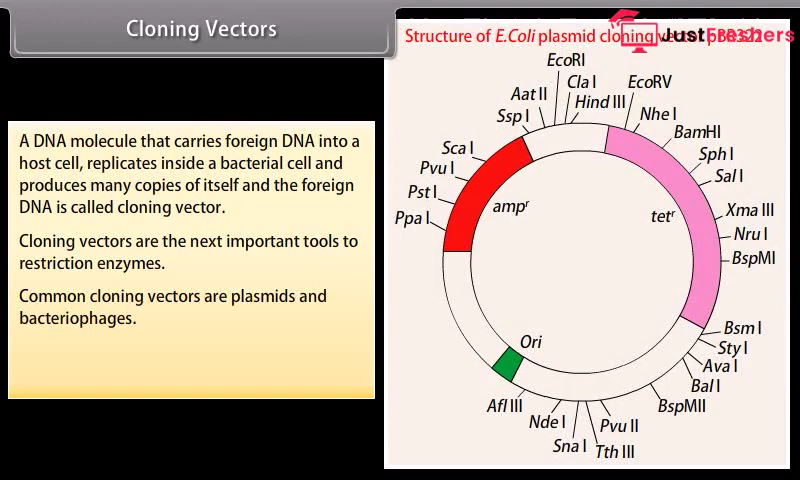 Cloning Vectors
A DNA molecule that carries foreign DNA into a
host cell, replicates inside a bacterial cell and
produces many copies of itself and the foreign
DNA is called cloning vector.
Cloning vectors are the next important tools to
restriction enzymes.
Common cloning vectors are plasmids and
bacteriophages.
Structure of E.Coli plasmid cloning vector pBR322
JustFreshers
EcoRI
Cla I
Hind III
Aat II
Ssp I
EcoRV
Nhe I
BamHI
Sph I
Sal I
Xma III
Nru I
BspMI
Sca I
Pvu I
Pst I
Ppa I
ampʳ
tetʳ
Ori
Bsm I
Sty I
Ava I
Bal I
BspMII
Pvu II
Tth III
Sna I
Nde I
Afl III